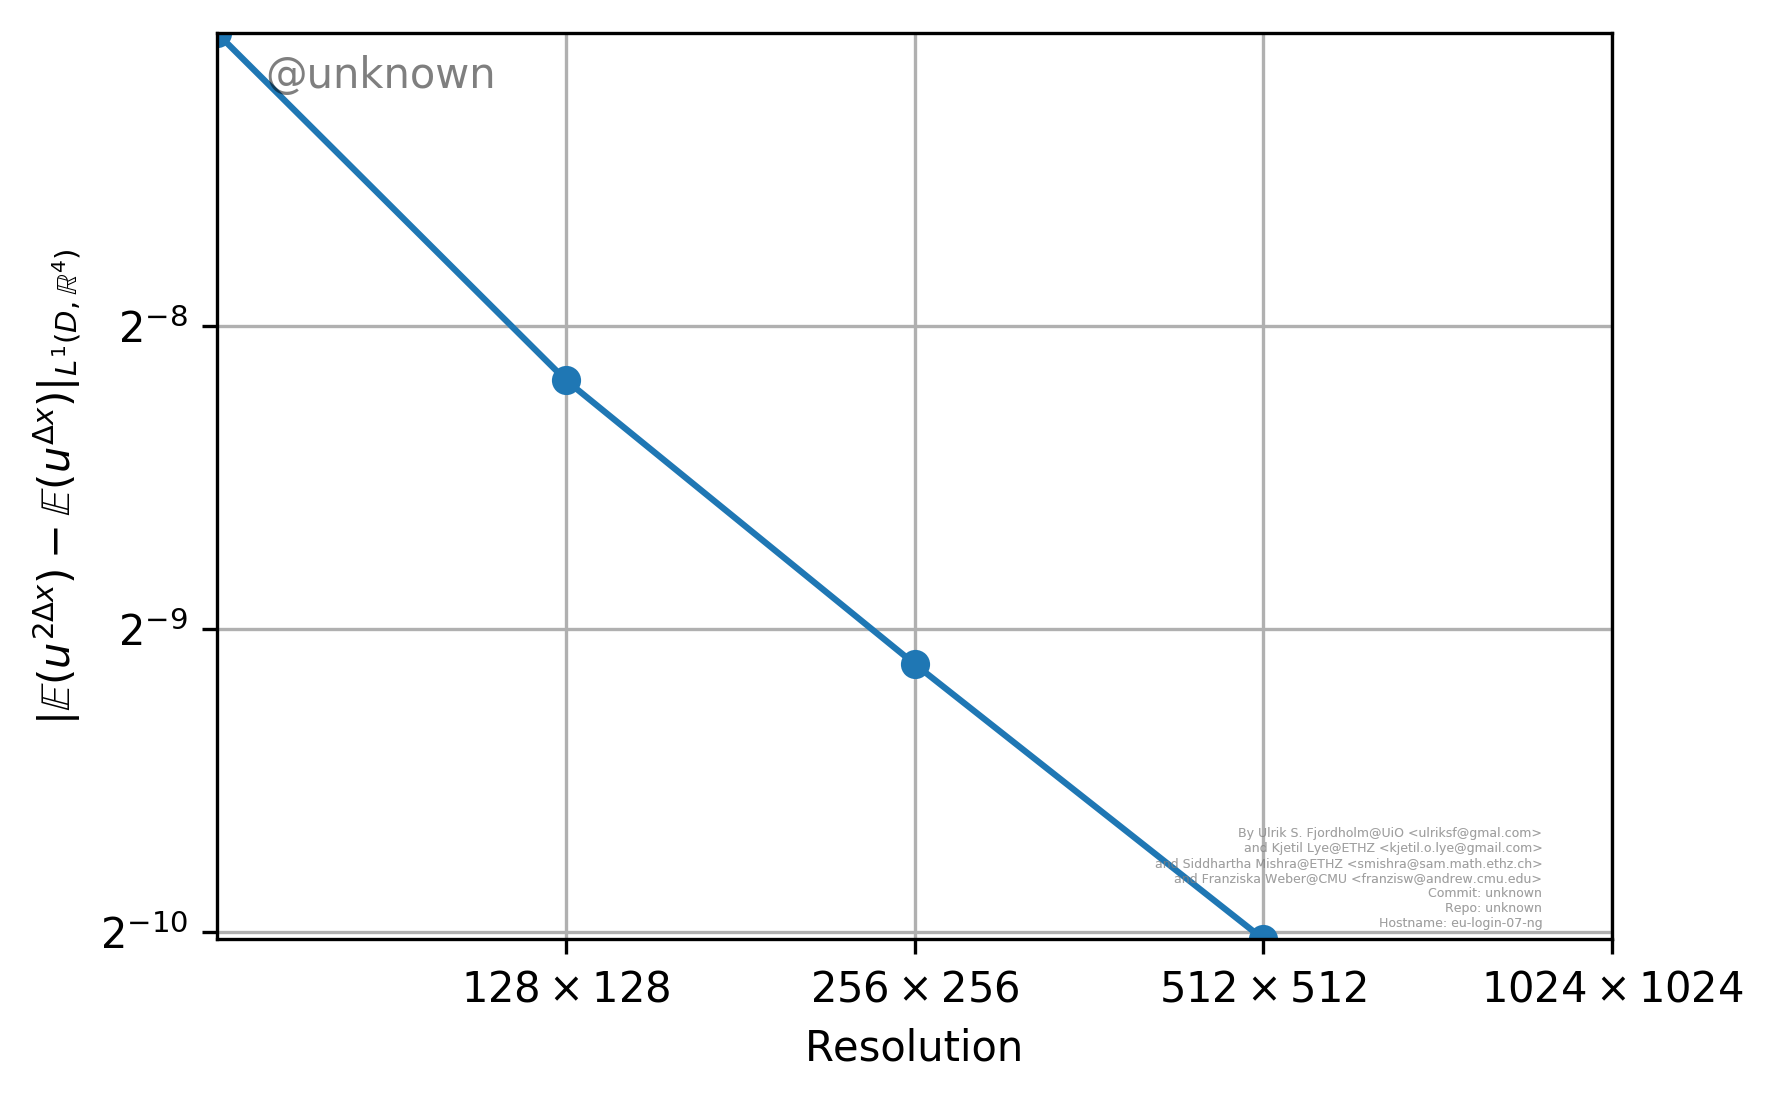 @unknown
|𝔼(u^{2Δx}) − 𝔼(u^{Δx})|_{L^1(D, ℝ^4)}
2^{−8}
2^{−9}
2^{−10}
By Ulrik S. Fjordholm@UiO <ulriksf@gmal.com>
and Kjetil Lye@ETHZ <kjetil.o.lye@gmail.com>
and Siddhartha Mishra@ETHZ <smishra@sam.math.ethz.ch>
and Franziska Weber@CMU <franzisw@andrew.cmu.edu>
Commit: unknown
Repo: unknown
Hostname: eu-login-07-ng
128 × 128 256 × 256 512 × 512 1024 × 1024
Resolution